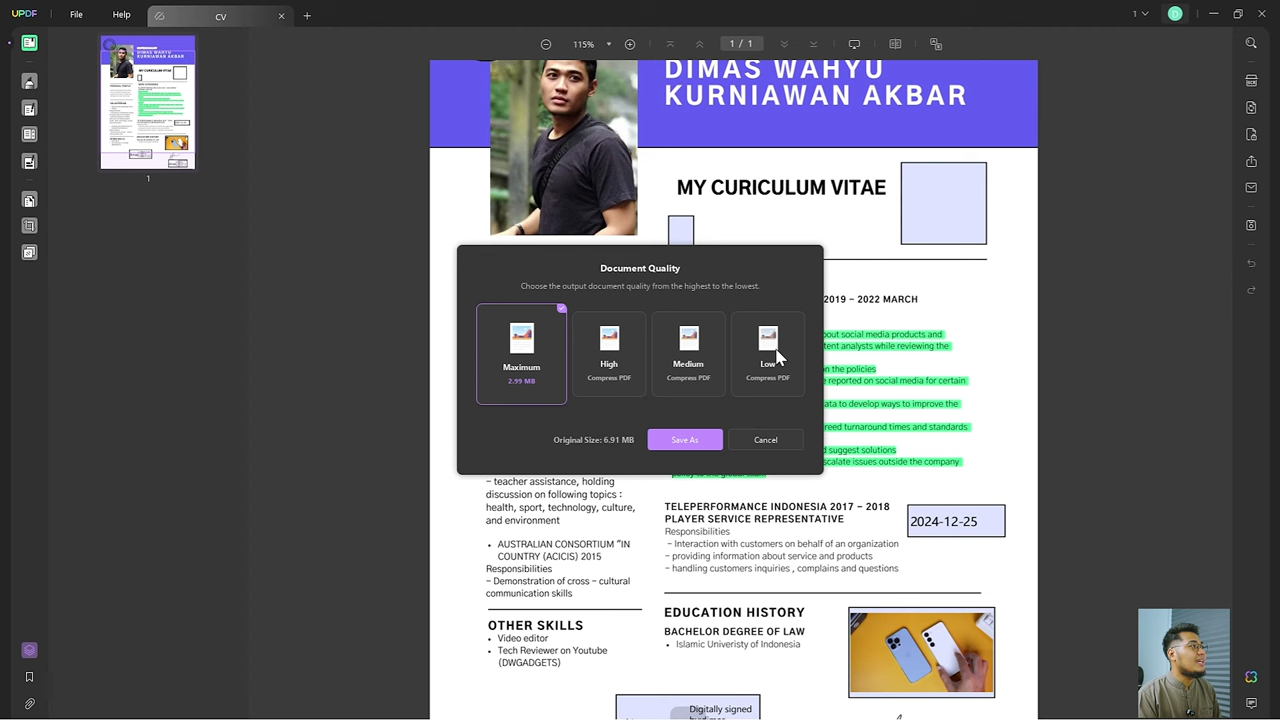 UPDF
File
Help
CV
1
D
115%
1 / 1
1
DIMAS WAHYU
KURNIAWAN AKBAR
MY CURICULUM VITAE
2019 - 2022 MARCH
bout social media products and
tent analysts while reviewing the
on the policies
e reported on social media for certain
ata to develop ways to improve the
reed turnaround times and standards
d suggest solutions
scalate issues outside the company
Document Quality
Choose the output document quality from the highest to the lowest.
Maximum
2.99 MB
High
Compress PDF
Medium
Compress PDF
Low
Compress PDF
Original Size: 6.91 MB
Save As
Cancel
- teacher assistance, holding
discussion on following topics :
health, sport, technology, culture,
and environment
• AUSTRALIAN CONSORTIUM "IN
COUNTRY (ACICIS) 2015
Responsibilities
- Demonstration of cross - cultural
communication skills
OTHER SKILLS
• Video editor
• Tech Reviewer on Youtube
(DWGADGETS)
TELEPERFORMANCE INDONESIA 2017 - 2018
PLAYER SERVICE REPRESENTATIVE
Responsibilities
- Interaction with customers on behalf of an organization
- providing information about service and products
- handling customers inquiries , complains and questions
2024-12-25
EDUCATION HISTORY
BACHELOR DEGREE OF LAW
• Islamic Univeristy of Indonesia
Digitally signed